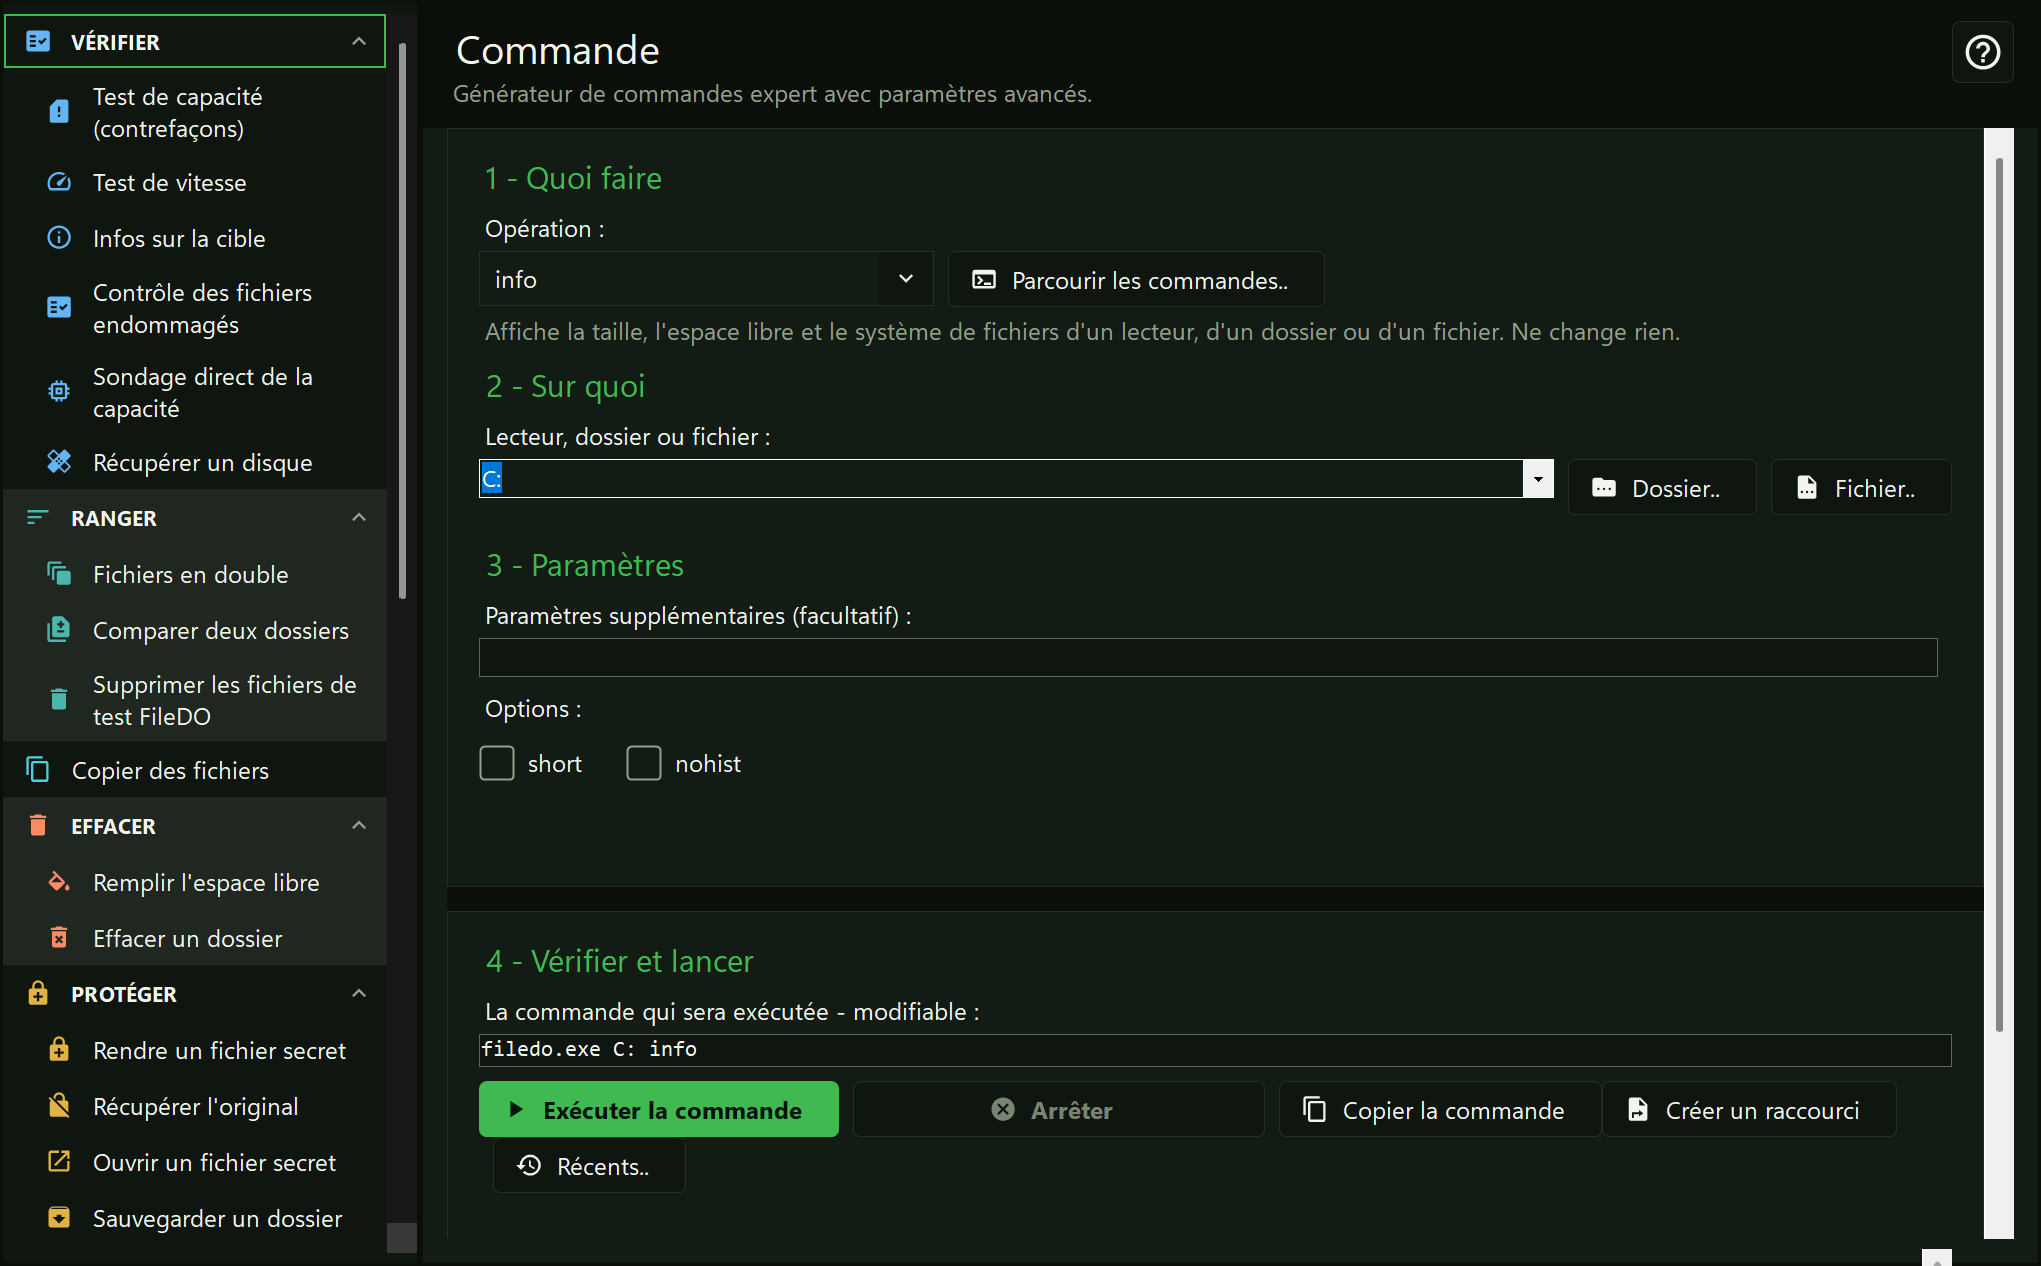 VÉRIFIER
Test de capacité
(contrefaçons)
Test de vitesse
Infos sur la cible
Contrôle des fichiers
endommagés
Sondage direct de la
capacité
Récupérer un disque
RANGER
Fichiers en double
Comparer deux dossiers
Supprimer les fichiers de
test FileDO
Copier des fichiers
EFFACER
Remplir l'espace libre
Effacer un dossier
PROTÉGER
Rendre un fichier secret
Récupérer l'original
Ouvrir un fichier secret
Sauvegarder un dossier
Commande
Générateur de commandes expert avec paramètres avancés.
1 - Quoi faire
Opération :
info
Parcourir les commandes..
Affiche la taille, l'espace libre et le système de fichiers d'un lecteur, d'un dossier ou d'un fichier. Ne change rien.
2 - Sur quoi
Lecteur, dossier ou fichier :
C:
Dossier..
Fichier..
3 - Paramètres
Paramètres supplémentaires (facultatif) :
Options :
short
nohist
4 - Vérifier et lancer
La commande qui sera exécutée - modifiable :
filedo.exe C: info
Exécuter la commande
Arrêter
Copier la commande
Créer un raccourci
Récents..